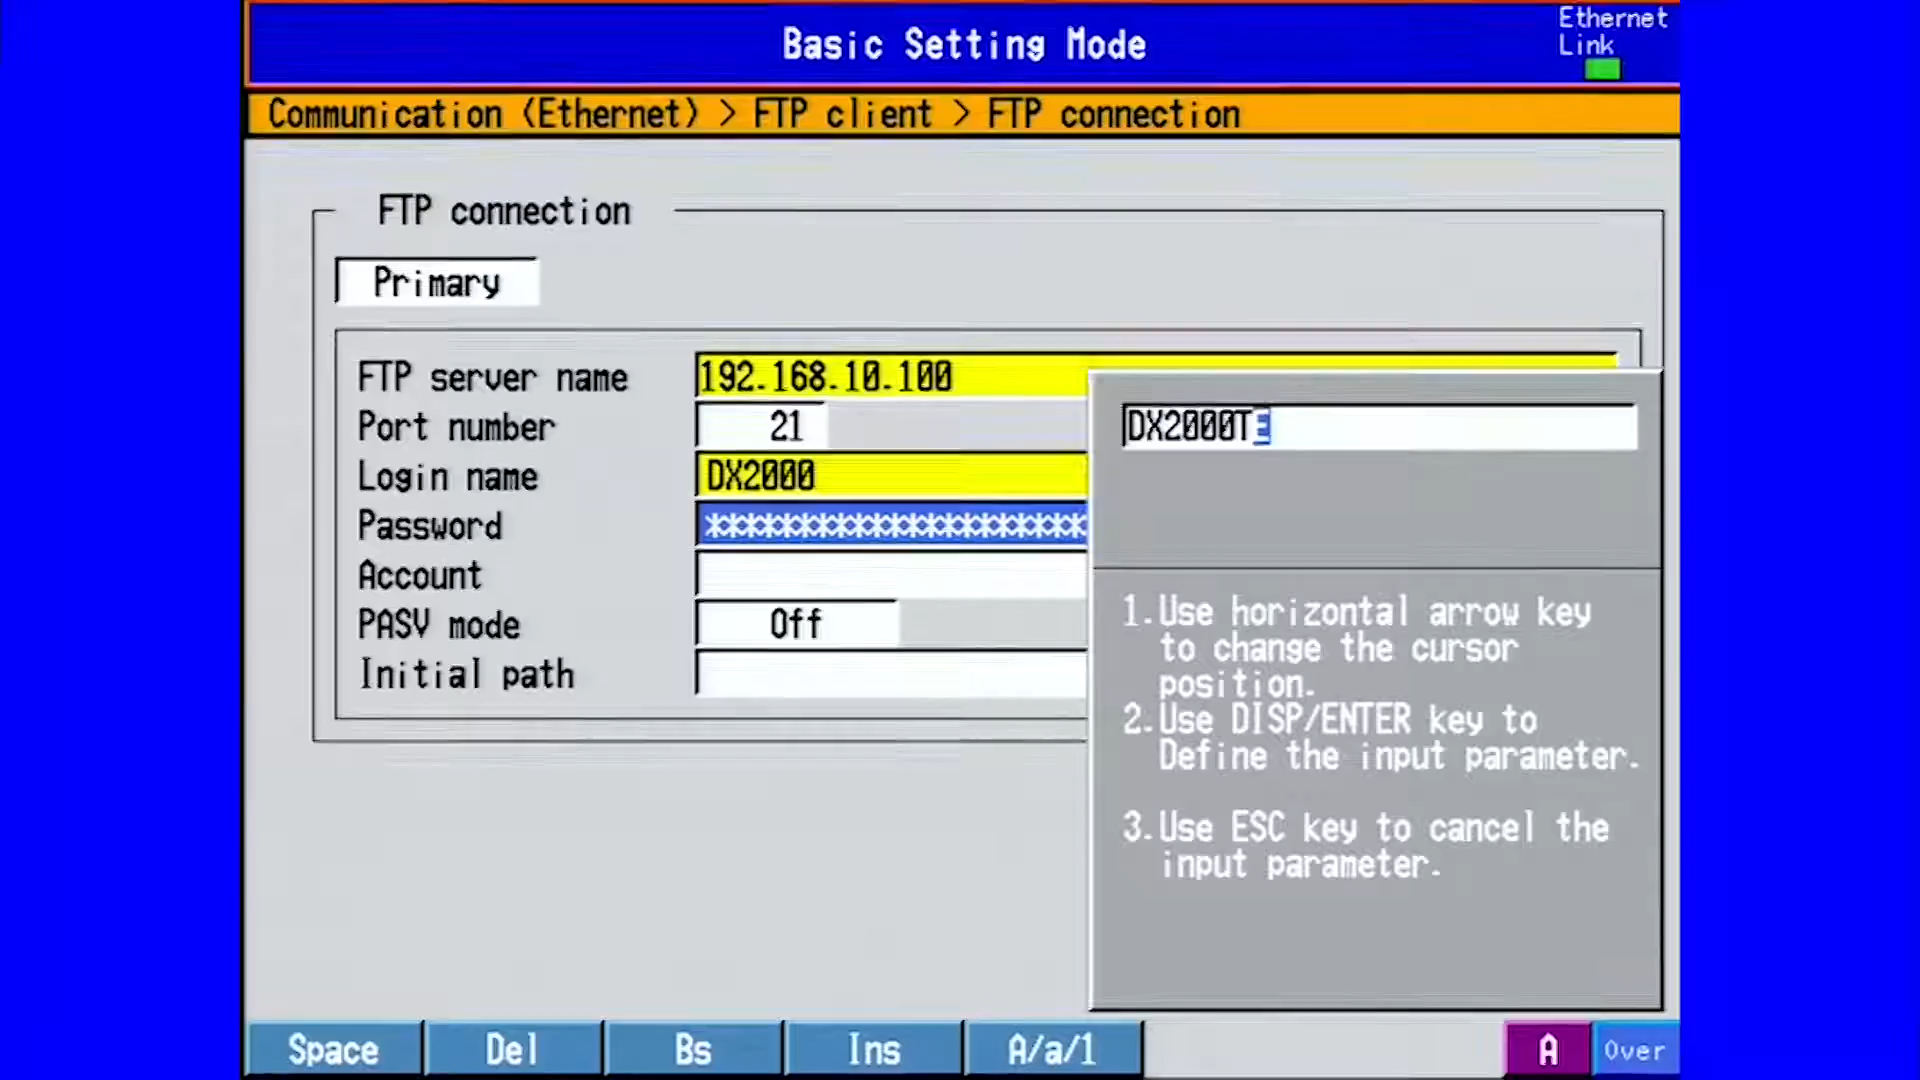 Basic Setting Mode
Ethernet
Link
Communication (Ethernet) > FTP client > FTP connection
FTP connection
Primary
FTP server name 192.168.10.100
Port number 21
Login name DX2000
Password **********************
Account
PASV mode Off
Initial path
DX2000TE
1.Use horizontal arrow key
to change the cursor
position.
2.Use DISP/ENTER key to
Define the input parameter.
3.Use ESC key to cancel the
input parameter.
Space Del Bs Ins A/a/1 A Over